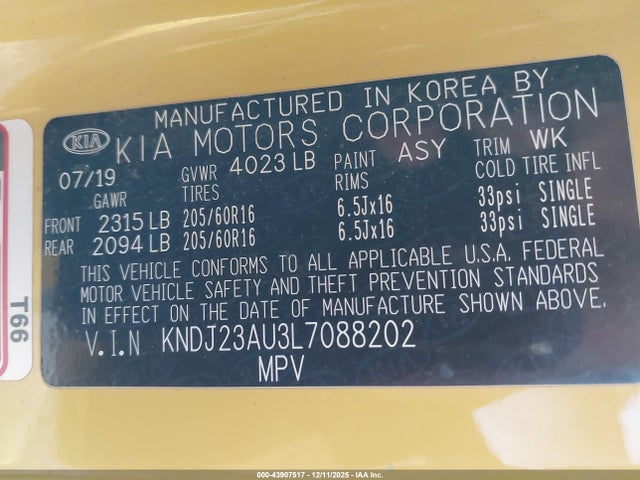 MANUFACTURED IN KOREA BY
KIA KIA MOTORS CORPORATION
07/19 GVWR 4023 LB PAINT ASY TRIM WK
GAWR TIRES RIMS COLD TIRE INFL
FRONT 2315 LB 205/60R16 6.5Jx16 33psi SINGLE
REAR 2094 LB 205/60R16 6.5Jx16 33psi SINGLE
THIS VEHICLE CONFORMS TO ALL APPLICABLE U.S.A. FEDERAL
MOTOR VEHICLE SAFETY AND THEFT PREVENTION STANDARDS
IN EFFECT ON THE DATE OF MANUFACTURE SHOWN ABOVE.
V.I.N KNDJ23AU3L7088202
MPV
T66
000-43907517 - 12/11/2025 - IAA Inc.